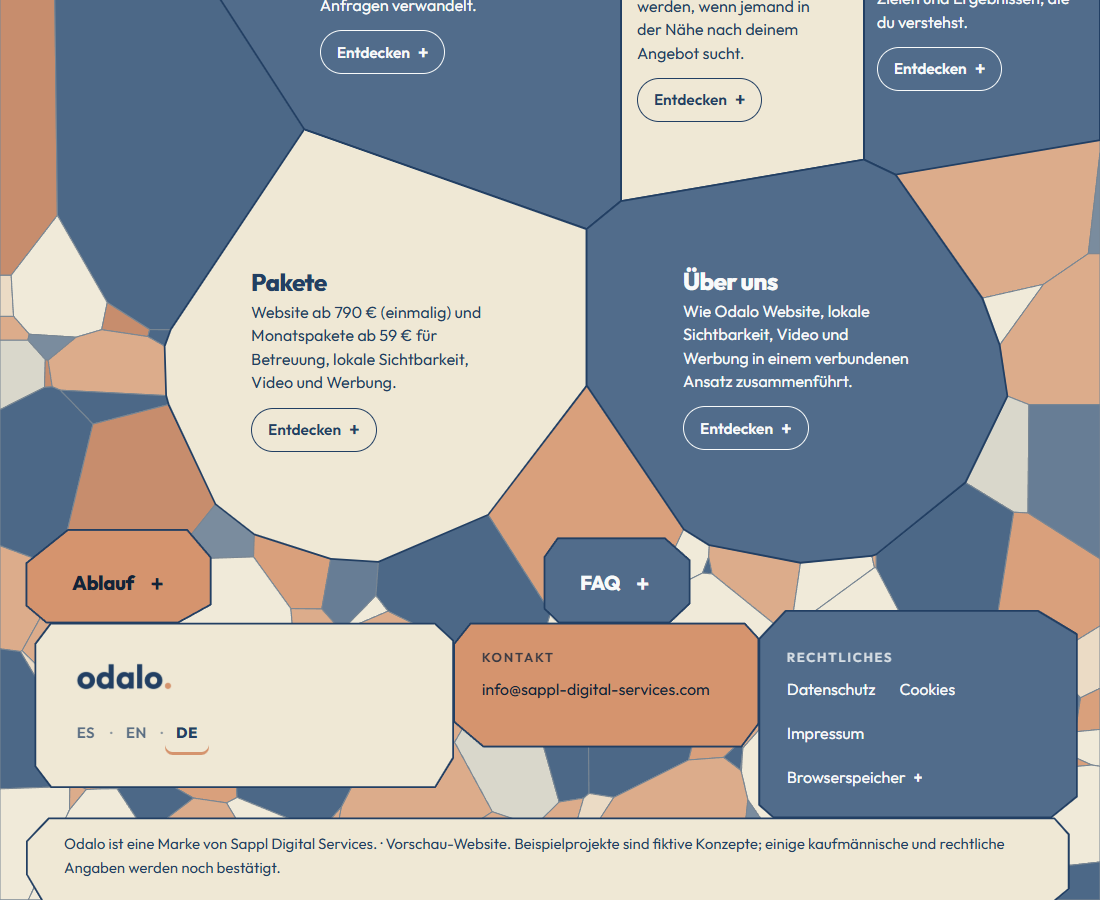 Anfragen verwandelt.
Entdecken +
werden, wenn jemand in
der Nähe nach deinem
Angebot sucht.
Entdecken +
Zielen und Ergebnissen, die
du verstehst.
Entdecken +
Pakete
Website ab 790 € (einmalig) und
Monatspakete ab 59 € für
Betreuung, lokale Sichtbarkeit,
Video und Werbung.
Entdecken +
Über uns
Wie Odalo Website, lokale
Sichtbarkeit, Video und
Werbung in einem verbundenen
Ansatz zusammenführt.
Entdecken +
Ablauf +
FAQ +
odalo.
ES · EN · DE
KONTAKT
info@sappl-digital-services.com
RECHTLICHES
Datenschutz Cookies
Impressum
Browserspeicher +
Odalo ist eine Marke von Sappl Digital Services. · Vorschau-Website. Beispielprojekte sind fiktive Konzepte; einige kaufmännische und rechtliche
Angaben werden noch bestätigt.